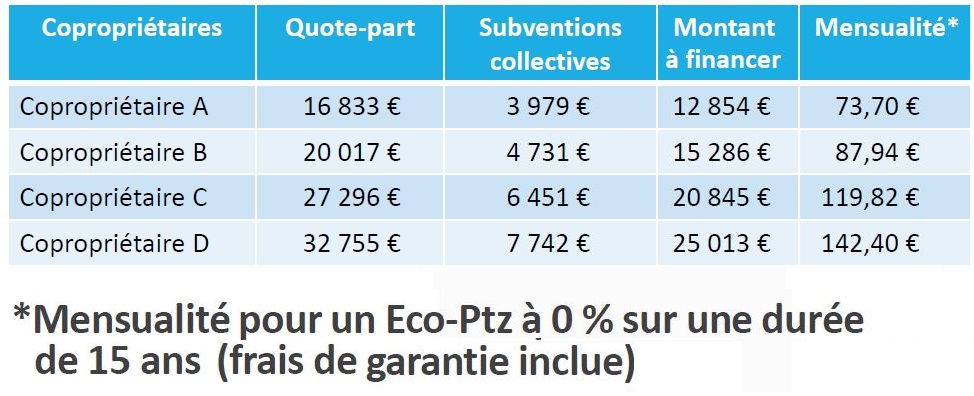 Copropriétaires Quote-part Subventions collectives Montant à financer Mensualité*
Copropriétaire A 16 833 € 3 979 € 12 854 € 73,70 €
Copropriétaire B 20 017 € 4 731 € 15 286 € 87,94 €
Copropriétaire C 27 296 € 6 451 € 20 845 € 119,82 €
Copropriétaire D 32 755 € 7 742 € 25 013 € 142,40 €
*Mensualité pour un Eco-Ptz à 0 % sur une durée
de 15 ans (frais de garantie inclue)